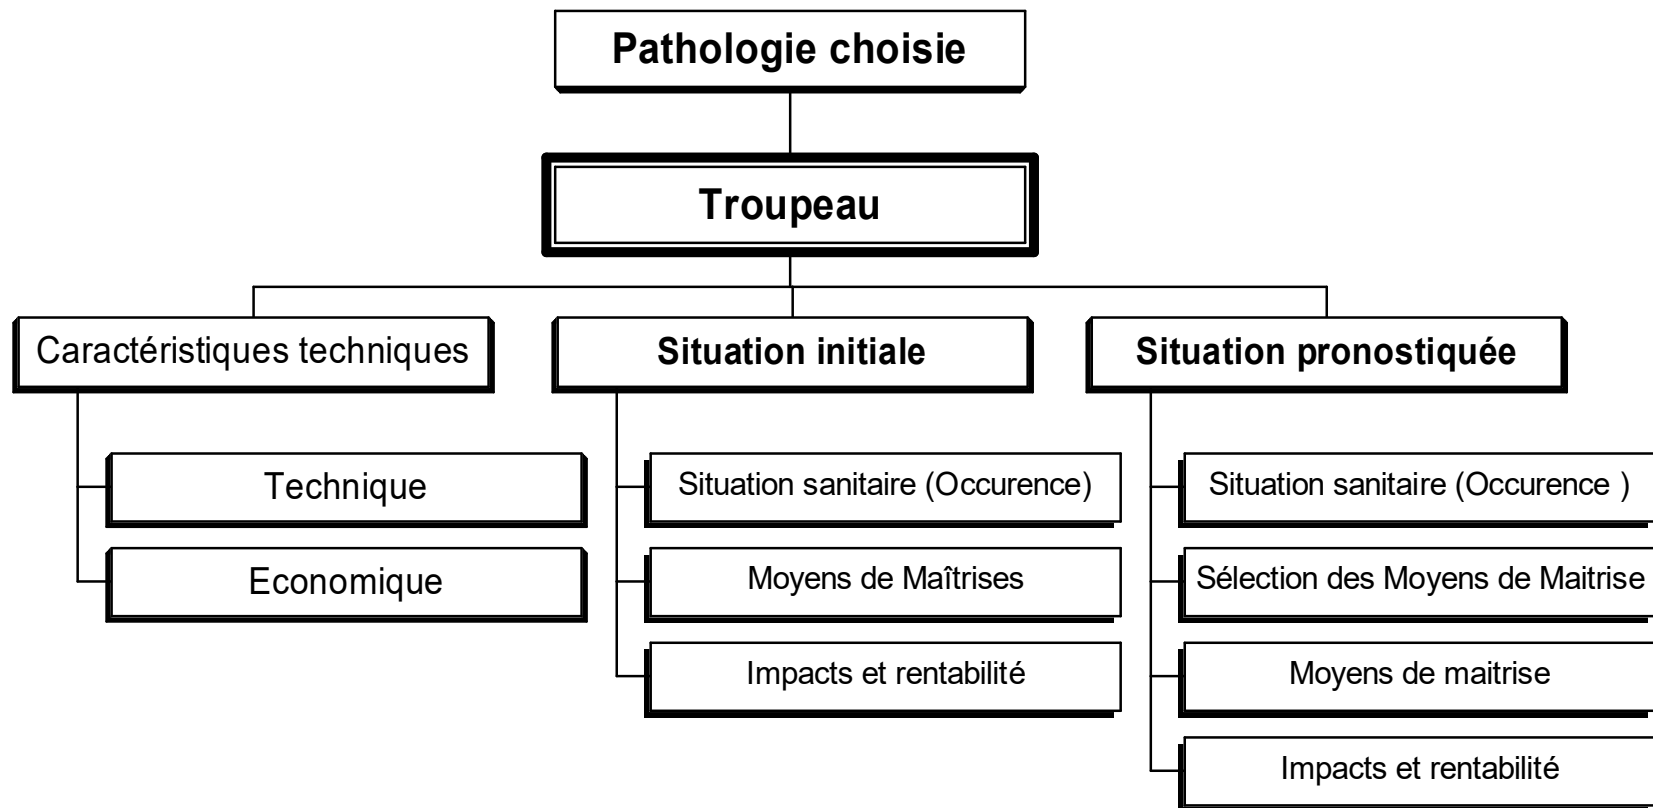 Pathologie choisie
Troupeau
Caractéristiques techniques
Technique
Economique
Situation initiale
Situation sanitaire (Occurence)
Moyens de Maîtrises
Impacts et rentabilité
Situation pronostiquée
Situation sanitaire (Occurence )
Sélection des Moyens de Maitrise
Moyens de maitrise
Impacts et rentabilité